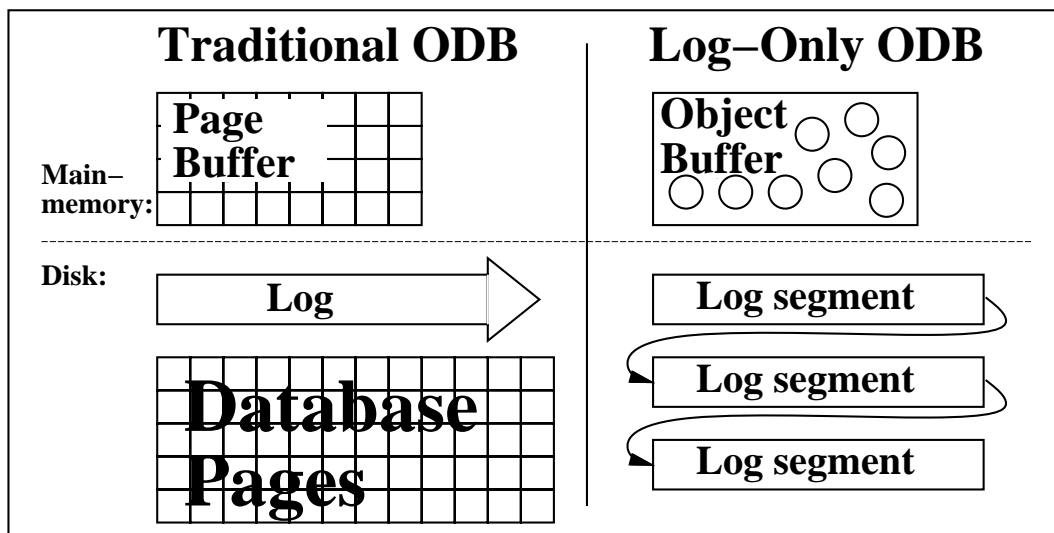 Traditional ODB
Log–Only ODB
Page
Buffer
Object
Buffer
Main–
memory:
Disk:
Log
Log segment
Database
Pages
Log segment
Log segment